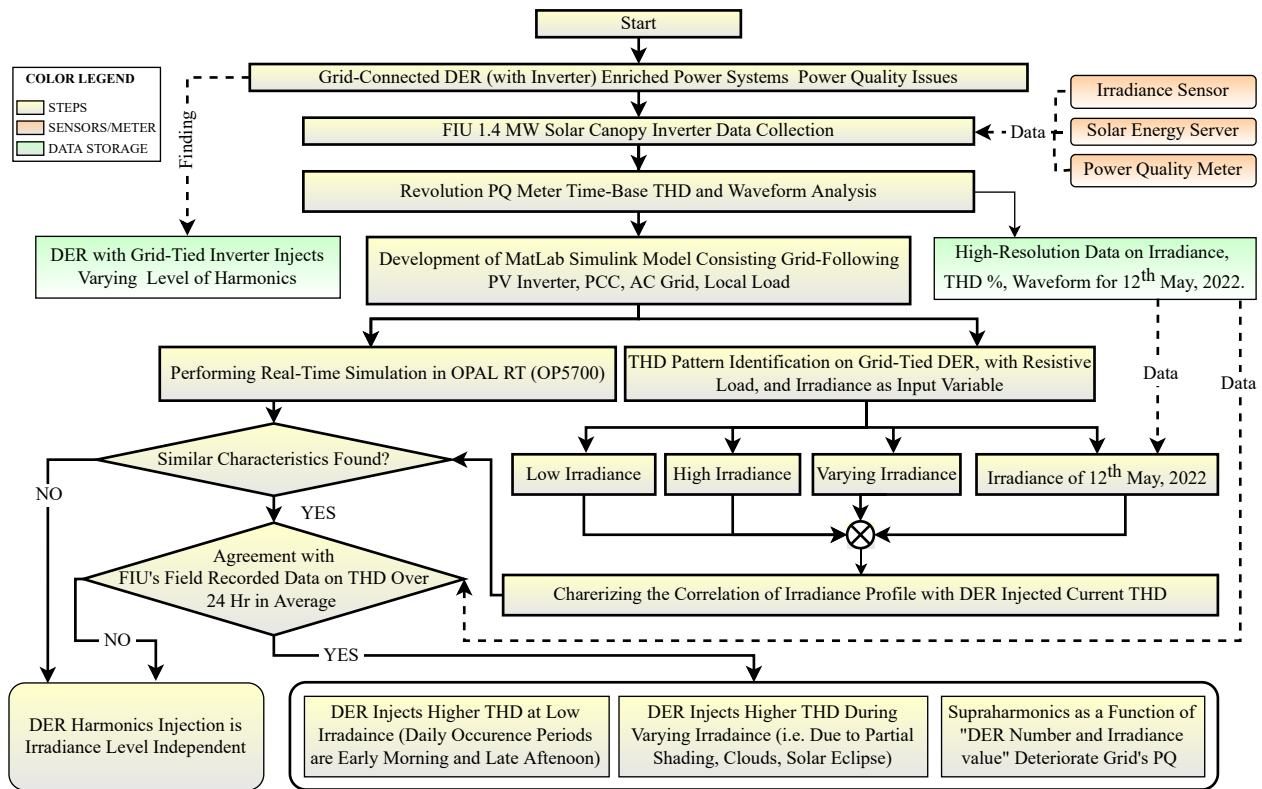 Start
COLOR LEGEND
STEPS
SENSORS/METER
DATA STORAGE
Grid-Connected DER (with Inverter) Enriched Power Systems Power Quality Issues
Finding
FIU 1.4 MW Solar Canopy Inverter Data Collection
Data
Irradiance Sensor
Solar Energy Server
Power Quality Meter
Revolution PQ Meter Time-Base THD and Waveform Analysis
DER with Grid-Tied Inverter Injects
Varying Level of Harmonics
Development of MatLab Simulink Model Consisting Grid-Following
PV Inverter, PCC, AC Grid, Local Load
High-Resolution Data on Irradiance,
THD %, Waveform for 12th May, 2022.
Data
Data
Performing Real-Time Simulation in OPAL RT (OP5700)
THD Pattern Identification on Grid-Tied DER, with Resistive
Load, and Irradiance as Input Variable
Similar Characteristics Found?
Low Irradiance
High Irradiance
Varying Irradiance
Irradiance of 12th May, 2022
NO
YES
Agreement with
FIU's Field Recorded Data on THD Over
24 Hr in Average
Charerizing the Correlation of Irradiance Profile with DER Injected Current THD
NO
YES
DER Harmonics Injection is
Irradiance Level Independent
DER Injects Higher THD at Low
Irradaince (Daily Occurence Periods
are Early Morning and Late Aftenoon)
DER Injects Higher THD During
Varying Irradaince (i.e. Due to Partial
Shading, Clouds, Solar Eclipse)
Supraharmonics as a Function of
"DER Number and Irradiance
value" Deteriorate Grid's PQ